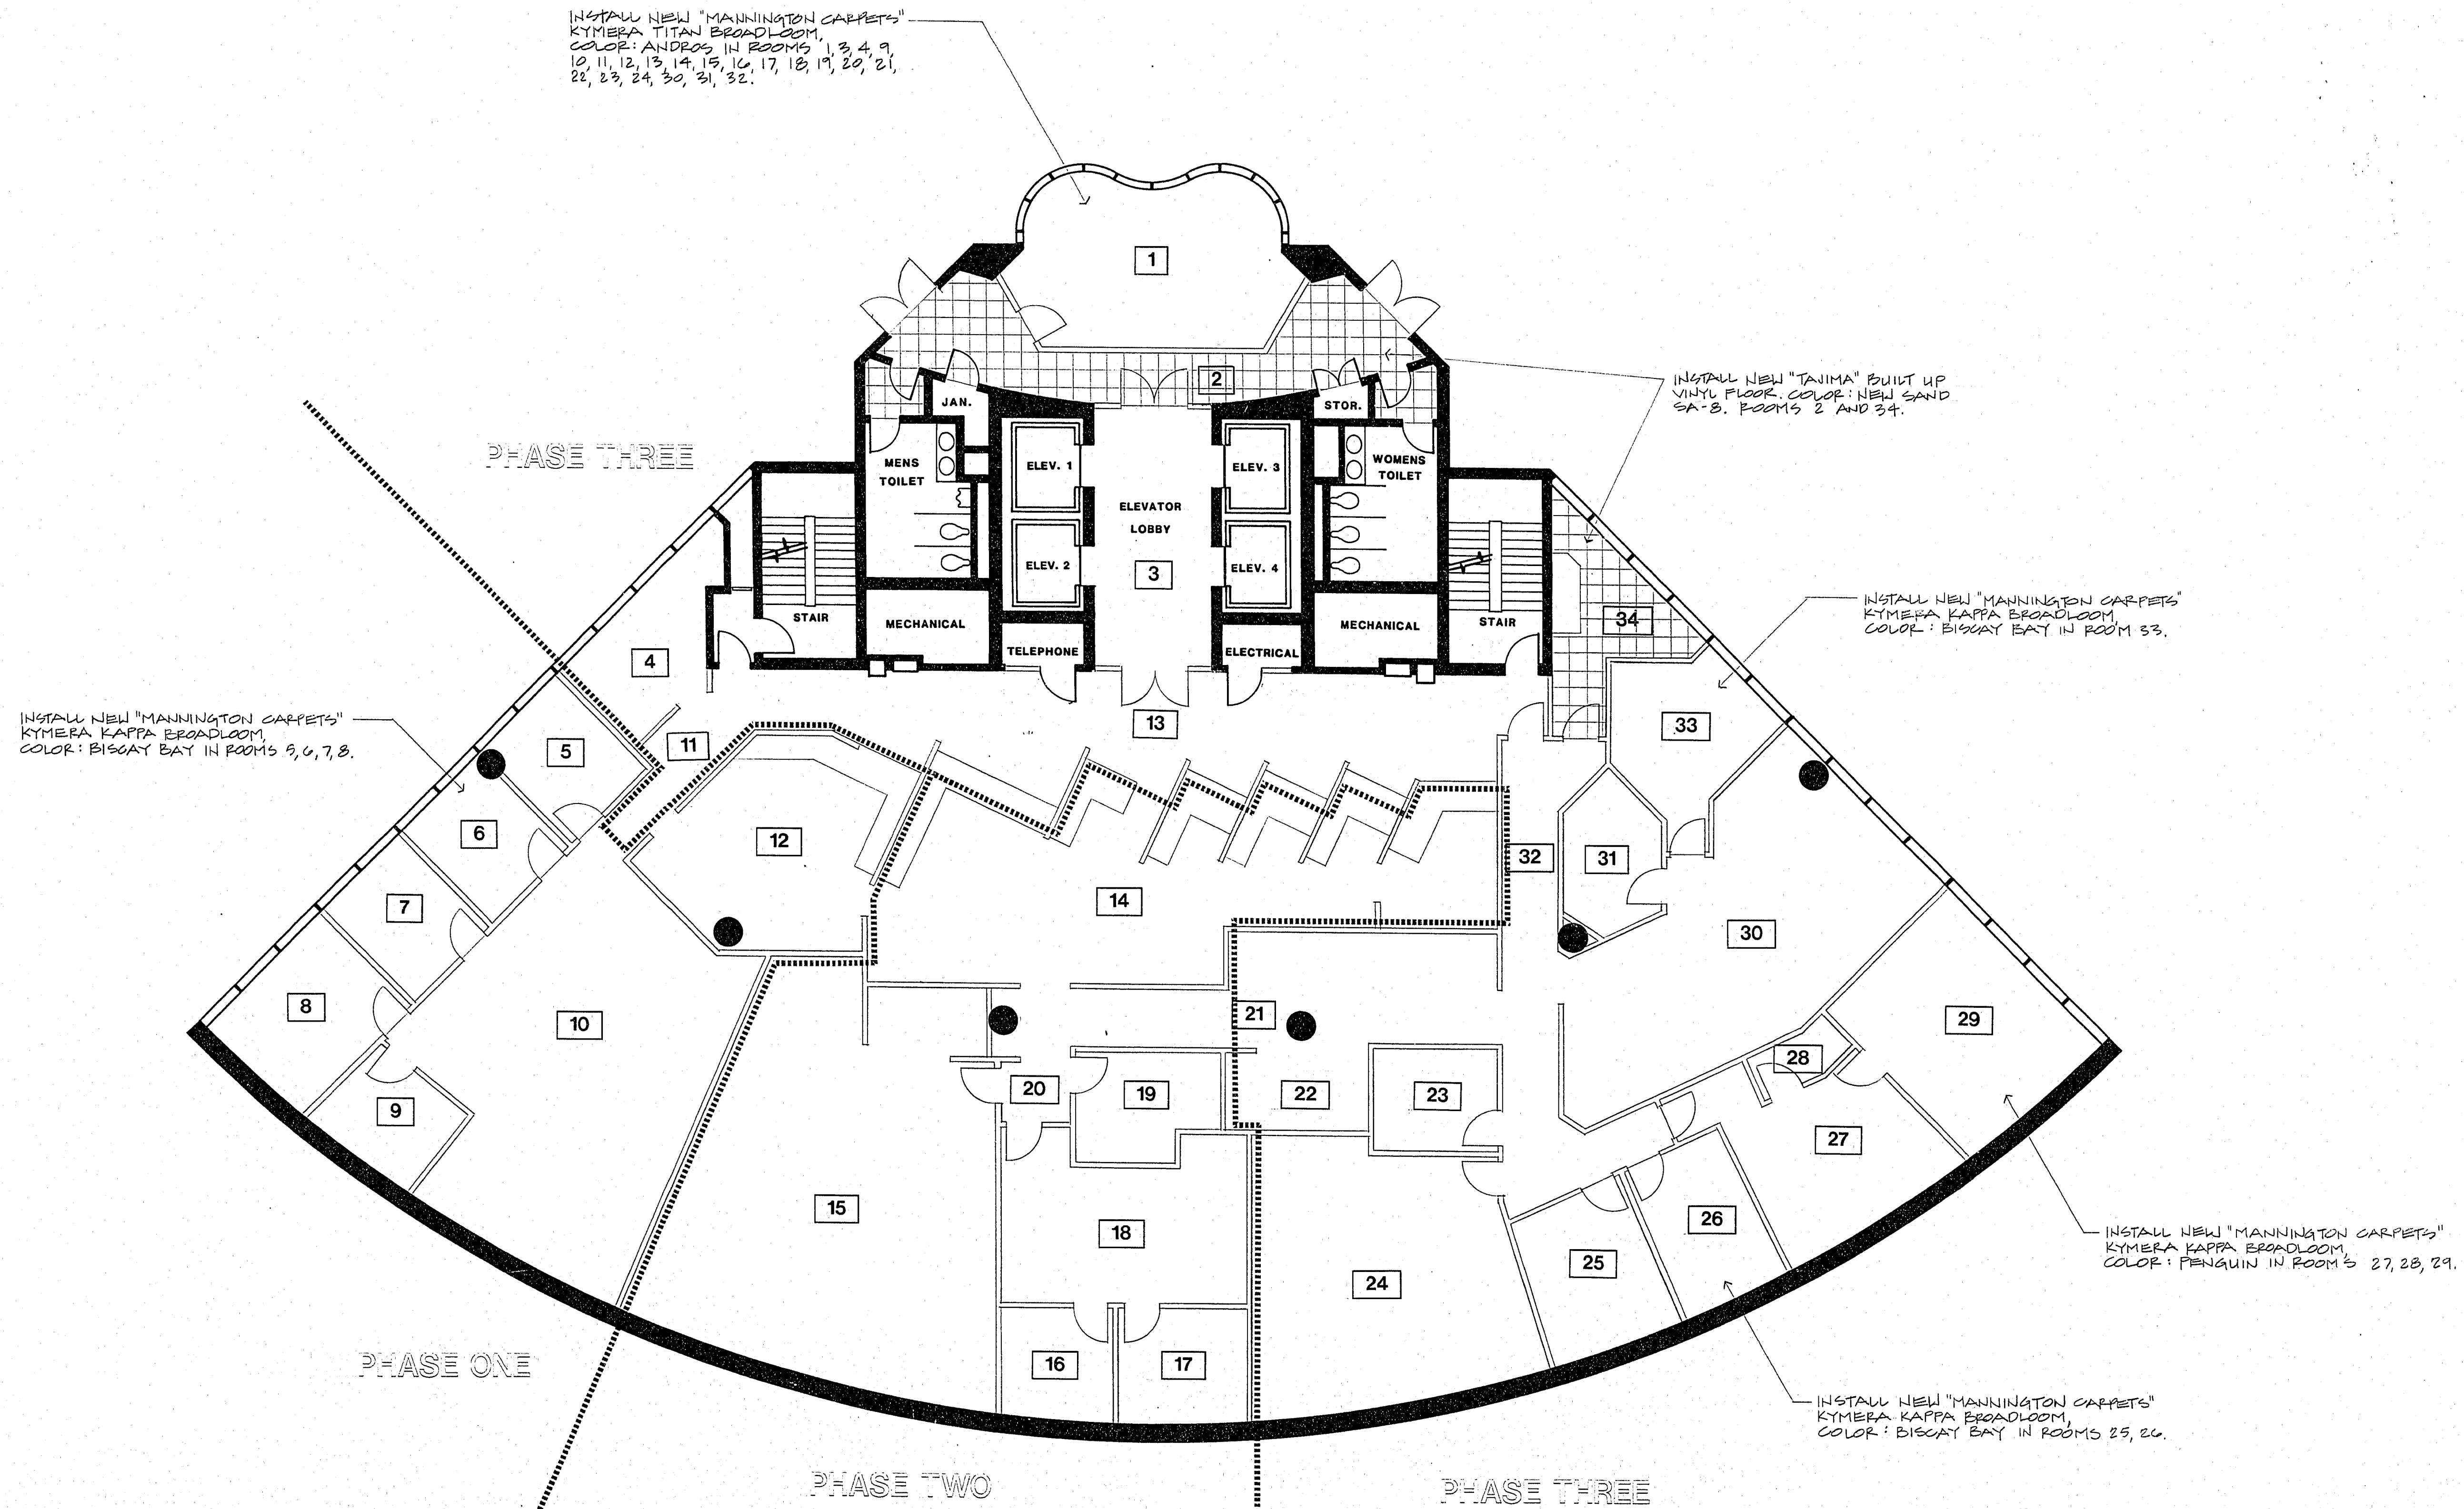 INSTALL NEW "MANNINGTON CARPETS"
KYMERA TITAN BROADLOOM,
COLOR: ANDROS IN ROOMS 1, 3, 4, 9,
10, 11, 12, 13, 14, 15, 16, 17, 18, 19, 20, 21,
22, 23, 24, 30, 31, 32.
1
2
INSTALL NEW "TAJIMA" BUILT UP
VINYL FLOOR. COLOR: NEW SAND
SA-8. ROOMS 2 AND 34.
JAN.
STOR.
PHASE THREE
MENS
TOILET
ELEV. 1
ELEV. 3
WOMENS
TOILET
ELEVATOR
LOBBY
ELEV. 2
3
ELEV. 4
STAIR
MECHANICAL
MECHANICAL
STAIR
34
INSTALL NEW "MANNINGTON CARPETS"
KYMERA KAPPA BROADLOOM,
COLOR: BISCAY BAY IN ROOM 33.
TELEPHONE
ELECTRICAL
4
INSTALL NEW "MANNINGTON CARPETS"
KYMERA KAPPA BROADLOOM,
COLOR: BISCAY BAY IN ROOMS 5, 6, 7, 8.
5
11
13
33
6
12
32
31
7
14
30
8
10
21
29
28
9
20
19
22
23
27
15
18
26
25
24
INSTALL NEW "MANNINGTON CARPETS"
KYMERA KAPPA BROADLOOM,
COLOR: PENGUIN IN ROOMS 27, 28, 29.
16
17
PHASE ONE
INSTALL NEW "MANNINGTON CARPETS"
KYMERA KAPPA BROADLOOM,
COLOR: BISCAY BAY IN ROOMS 25, 26.
PHASE TWO
PHASE THREE